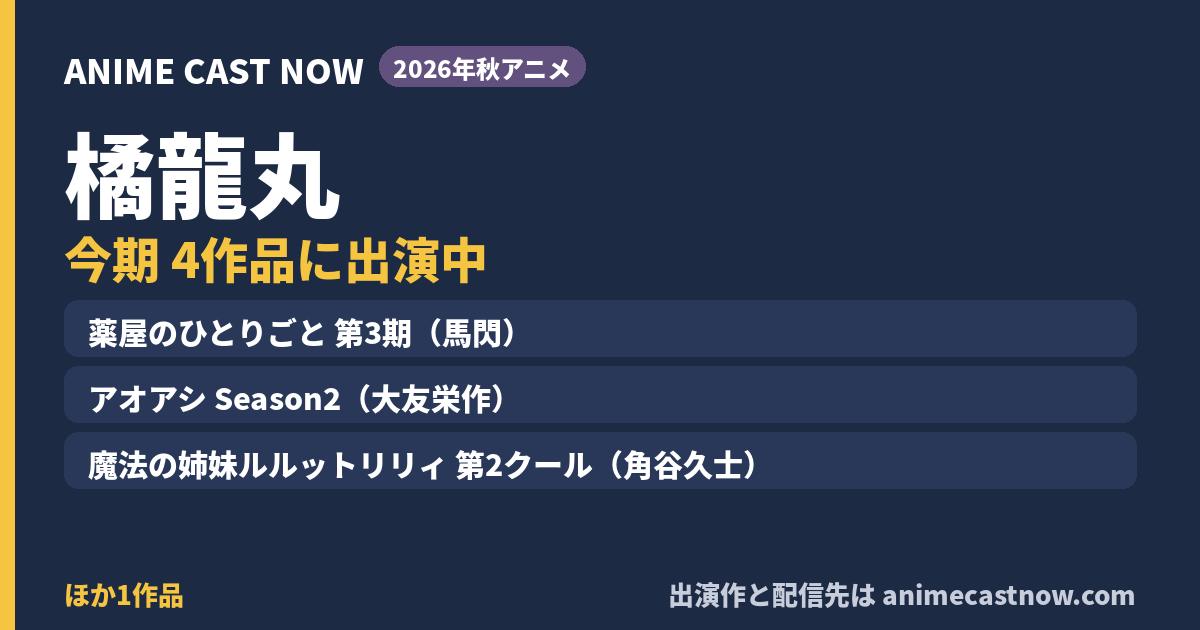 ANIME CAST NOW 2026年秋アニメ
橘龍丸
今期 4作品に出演中
薬屋のひとりごと 第3期（馬閃）
アオアシ Season2（大友栄作）
魔法の姉妹ルルットリリィ 第2クール（角谷久士）
ほか1作品
出演作と配信先は animecastnow.com